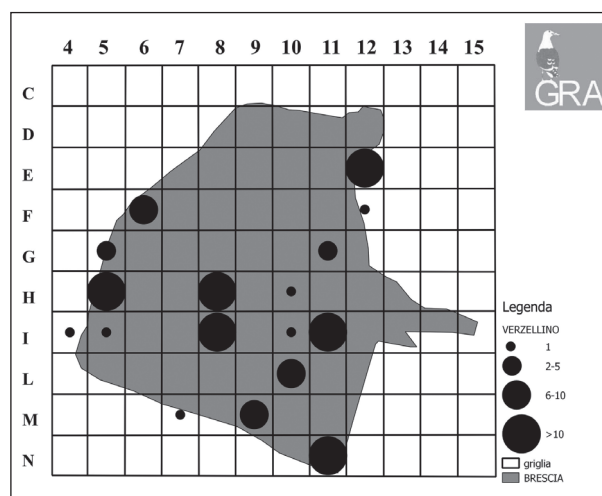 4 5 6 7 8 9 10 11 12 13 14 15
C
D
E
F
G
H
I
L
M
N
GRA
Legenda
VERZELLINO
1
2-5
6-10
>10
griglia
BRESCIA